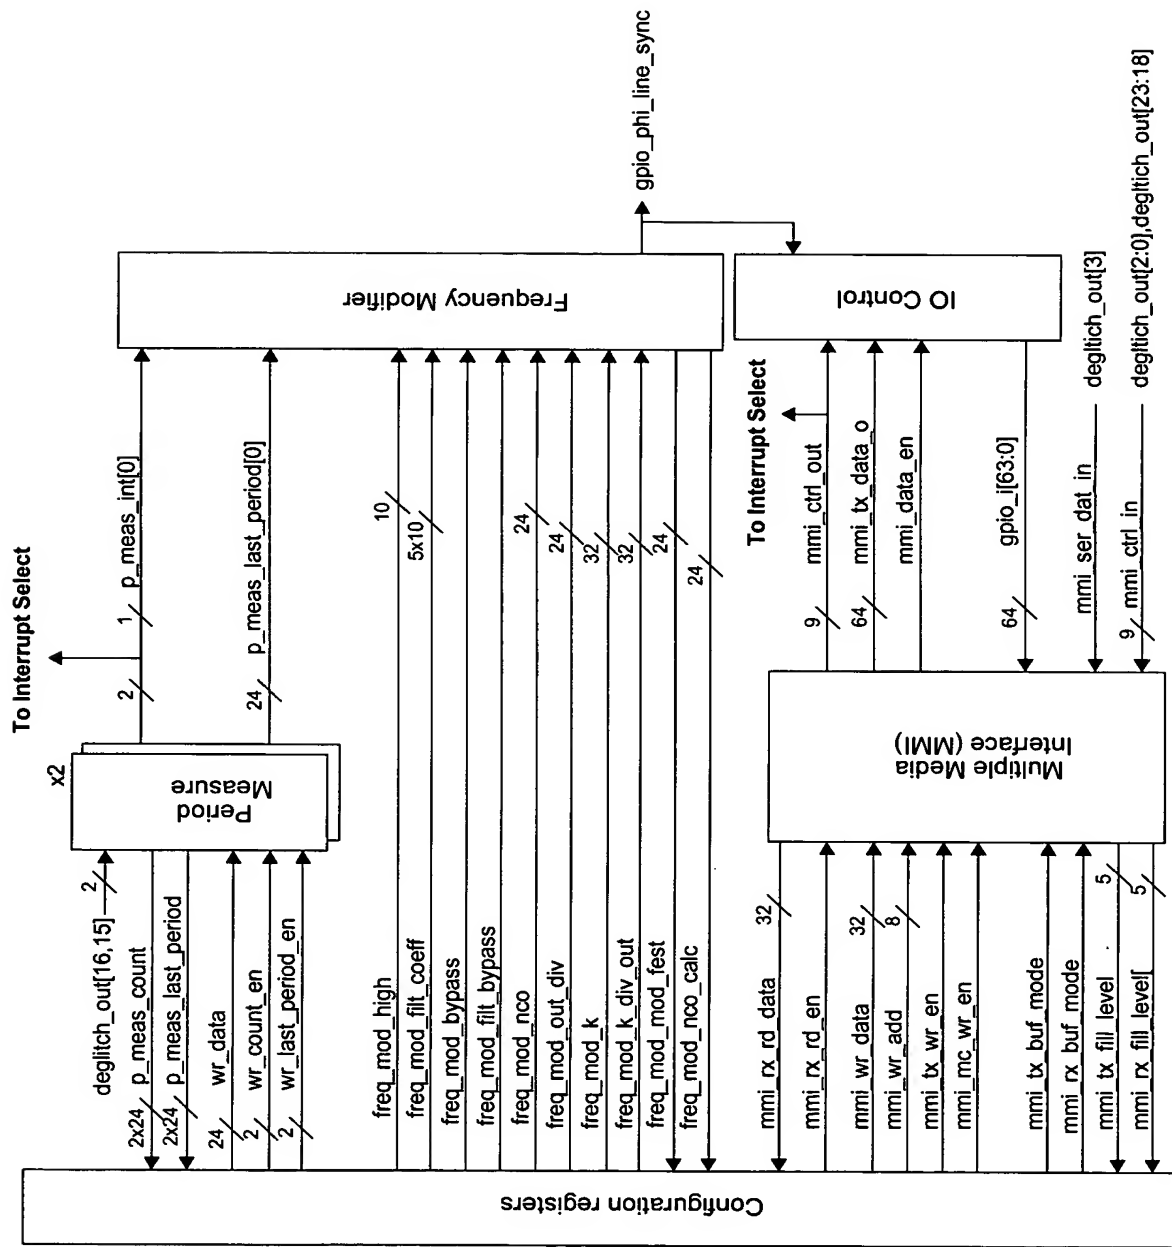 To Interrupt Select
x2
Period
Measure
deglitch_out[16,15]
2
2x24
p_meas_count
2x24
p_meas_last_period
24
wr_data
2
wr_count_en
2
wr_last_period_en
2
1
p_meas_int[0]
24
p_meas_last_period[0]
Frequency Modifier
freq_mod_high
10
freq_mod_filt_coeff
5x10
freq_mod_bypass
freq_mod_filt_bypass
freq_mod_nco
24
freq_mod_out_div
24
freq_mod_k
32
freq_mod_k_div_out
32
freq_mod_mod_fest
24
freq_mod_nco_calc
24
gpio_phi_line_sync
IO Control
To Interrupt Select
9
mmi_ctrl_out
64
mmi_tx_data_o
mmi_data_en
64
gpio_i[63:0]
mmi_ser_dat_in
degltich_out[3]
9
mmi_ctrl_in
degltich_out[2:0],degltich_out[23:18]
Multiple Media
Interface (MMI)
mmi_rx_rd_data
32
mmi_rx_rd_en
mmi_wr_data
32
mmi_wr_add
8
mmi_tx_wr_en
mmi_mc_wr_en
mmi_tx_buf_mode
mmi_rx_buf_mode
mmi_tx_fill_level
5
mmi_rx_fill_level[
5
Configuration registers